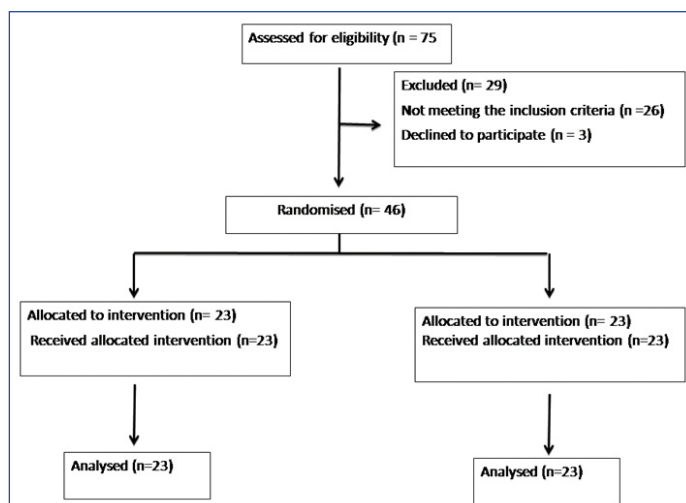 Assessed for eligibility (n = 75
Excluded (n= 29)
Not meeting the inclusion criteria (n =26)
Declined to participate (n = 3)
Randomised (n= 46)
Allocated to intervention (n= 23)
Received allocated intervention (n=23)
Allocated to intervention (n= 23)
Received allocated intervention (n=23)
Analysed (n=23)
Analysed (n=23)